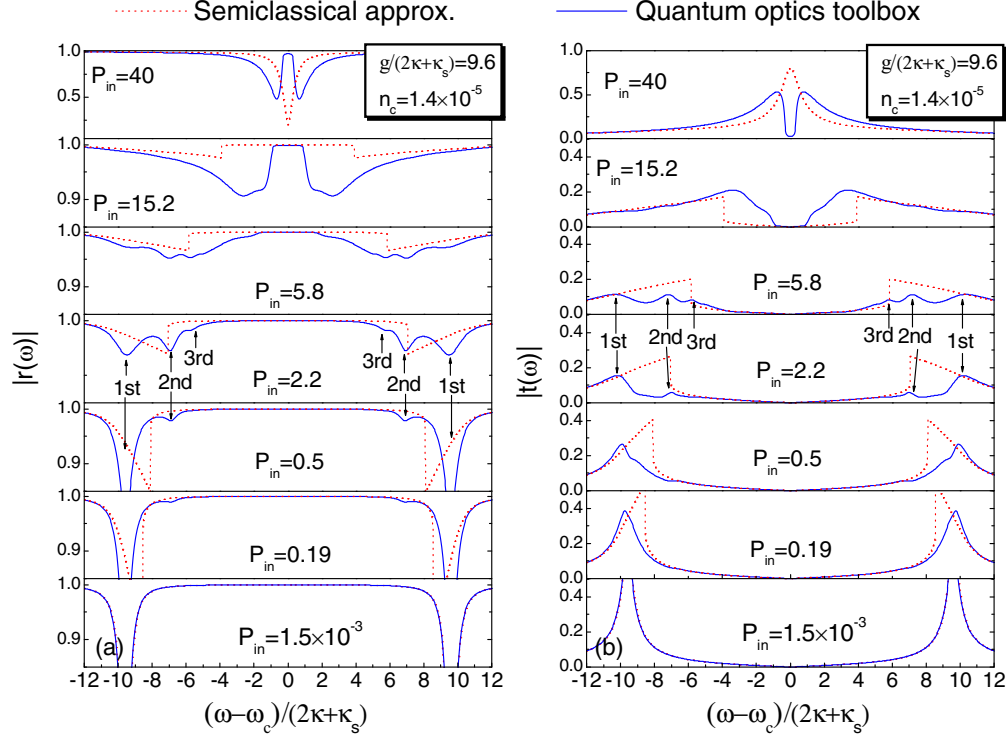 Semiclassical approx.
Quantum optics toolbox
|r(ω)|
1.0
0.5
P_in=40
g/(2κ+κ_s)=9.6
n_c=1.4×10^-5
1.0
0.9
P_in=15.2
1.0
0.9
P_in=5.8
1.0
0.9
P_in=2.2
1st
2nd
3rd
3rd
2nd
1st
1.0
0.9
P_in=0.5
1.0
0.9
P_in=0.19
1.0
0.9
(a)
P_in=1.5×10^-3
-12 -10 -8 -6 -4 -2 0 2 4 6 8 10 12
(ω-ω_c)/(2κ+κ_s)
|t(ω)|
1.0
0.5
0.0
P_in=40
g/(2κ+κ_s)=9.6
n_c=1.4×10^-5
0.4
0.2
0.0
P_in=15.2
0.4
0.2
0.0
P_in=5.8
1st
2nd
3rd
3rd
2nd
1st
0.4
0.2
0.0
P_in=2.2
0.4
0.2
0.0
P_in=0.5
0.4
0.2
0.0
P_in=0.19
0.4
0.2
0.0
(b)
P_in=1.5×10^-3
-12 -10 -8 -6 -4 -2 0 2 4 6 8 10 12
(ω-ω_c)/(2κ+κ_s)